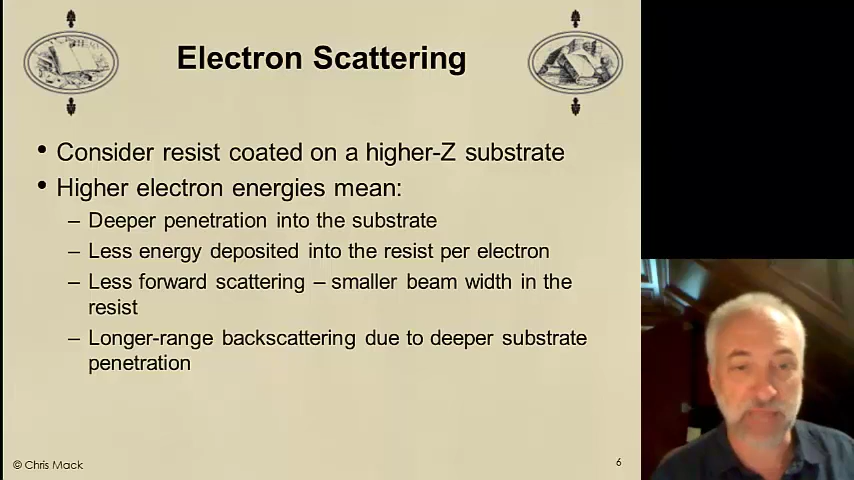 Electron Scattering
• Consider resist coated on a higher-Z substrate
• Higher electron energies mean:
– Deeper penetration into the substrate
– Less energy deposited into the resist per electron
– Less forward scattering – smaller beam width in the
resist
– Longer-range backscattering due to deeper substrate
penetration
© Chris Mack
6